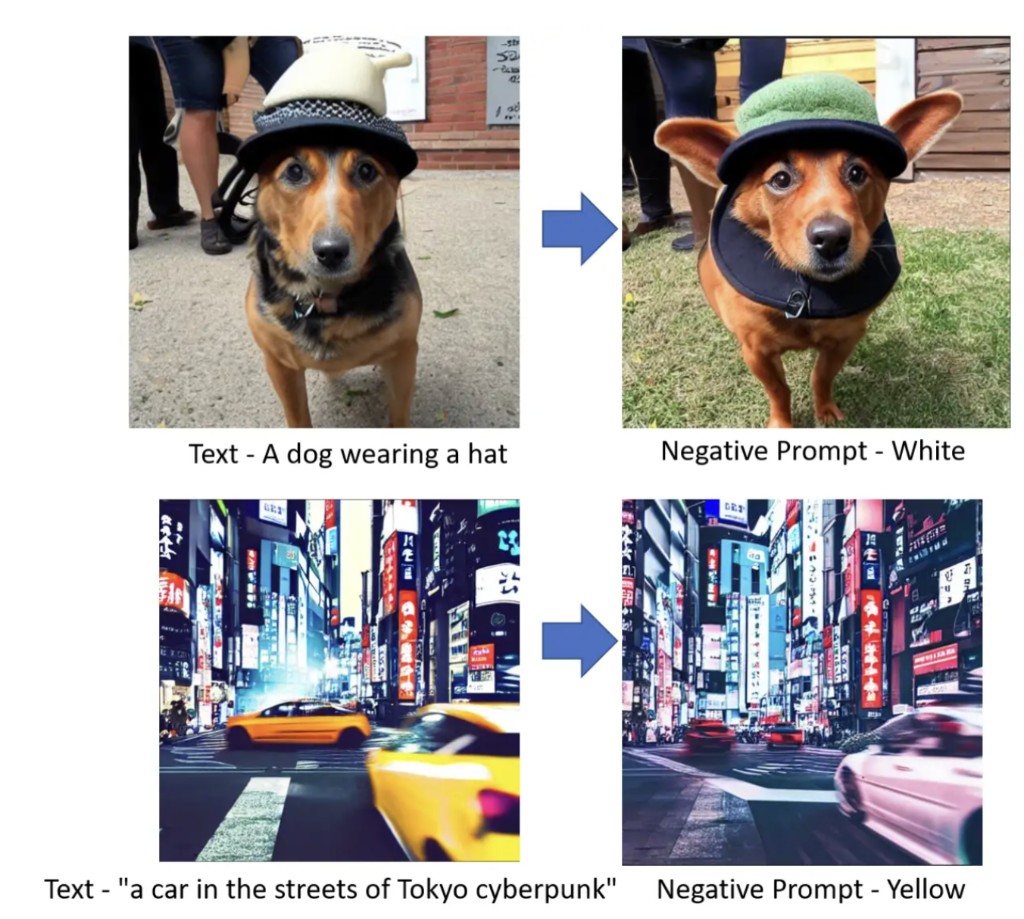 Text - A dog wearing a hat
Negative Prompt - White
Text - "a car in the streets of Tokyo cyberpunk"
Negative Prompt - Yellow